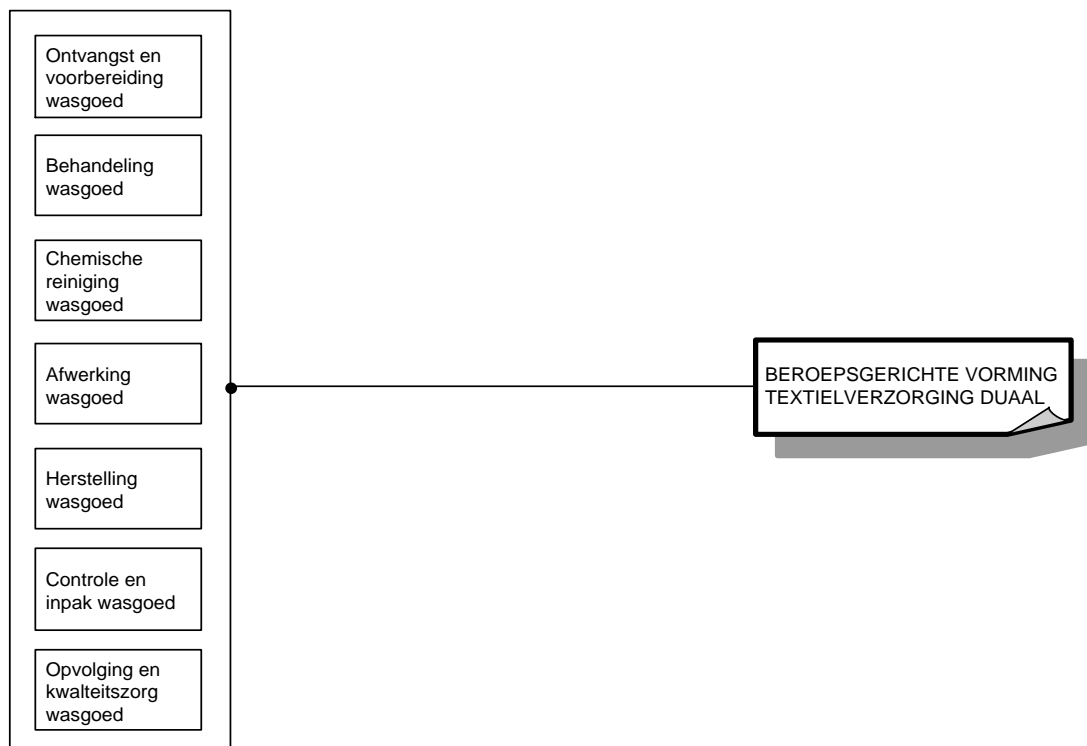 Ontvangst en
voorbereiding
wasgoed
Behandeling
wasgoed
Chemische
reiniging
wasgoed
Afwerking
wasgoed
Herstelling
wasgoed
Controle en
inpak wasgoed
Opvolging en
kwalteitszorg
wasgoed
BEROEPSGERICHTE VORMING
TEXTIELVERZORGING DUAAL